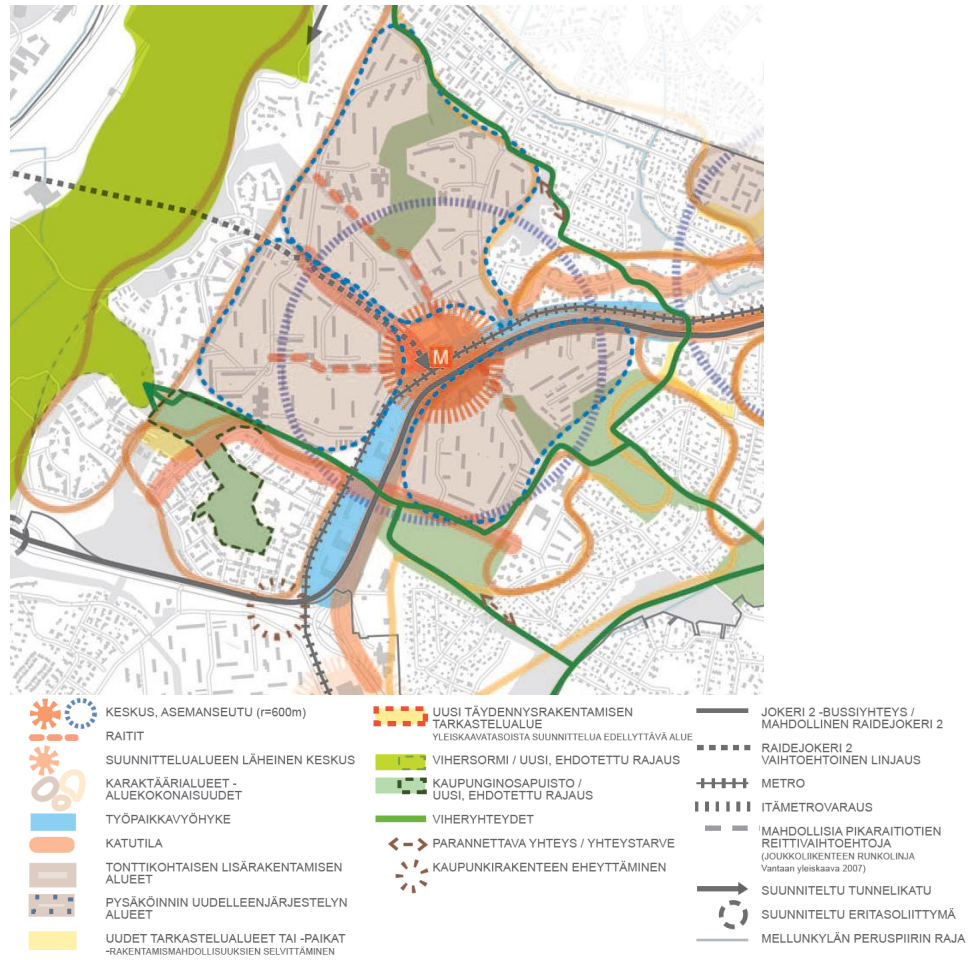 M
KESKUS, ASEMANSEUTU (r=600m)
RAITIT
SUUNNITTELUALUEEN LÄHEINEN KESKUS
KARAKTÄÄRIALUEET -
ALUEKOKONAISUUDET
TYÖPAIKKAVYÖHYKE
KATUTILA
TONTTIKOHTAISEN LISÄRAKENTAMISEN
ALUEET
PYSÄKÖINNIN UUDELLEENJÄRJESTELYN
ALUEET
UUDET TARKASTELUALUEET TAI -PAIKAT
-RAKENTAMISMAHDOLLISUUKSIEN SELVITTÄMINEN
UUSI TÄYDENNYSRAKENTAMISEN
TARKASTELUALUE
YLEISKAAVATASOISTA SUUNNITTELUA EDELLYTTÄVÄ ALUE
VIHERSORMI / UUSI, EHDOTETTU RAJAUS
KAUPUNGINOSAPUISTO /
UUSI, EHDOTETTU RAJAUS
VIHERYHTEYDET
PARANNETTAVA YHTEYS / YHTEYSTARVE
KAUPUNKIRAKENTEEN EHEYTTÄMINEN
JOKERI 2 -BUSSIYHTEYS /
MAHDOLLINEN RAIDEJOKERI 2
RAIDEJOKERI 2
VAIHTOEHTOINEN LINJAUS
METRO
ITÄMETROVARAUS
MAHDOLLISIA PIKARAITIOTIEN
REITTIVAIHTOEHTOJA
(JOUKKOLIIKENTEEN RUNKOLINJA
Vantaan yleiskaava 2007)
SUUNNITELTU TUNNELIKATU
SUUNNITELTU ERITASOLIITTYMÄ
MELLUNKYLÄN PERUSPIIRIN RAJA